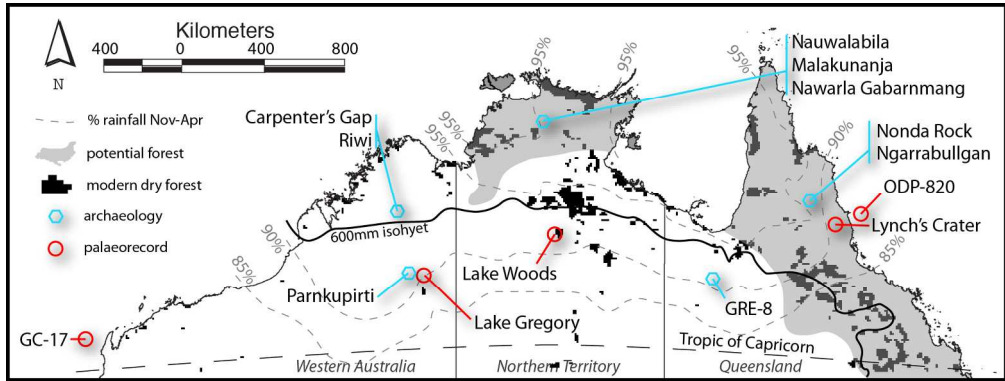 Kilometers
400 0 400 800
N
% rainfall Nov-Apr
potential forest
modern dry forest
archaeology
palaeorecord
Carpenter's Gap
Riwi
Nauwalabila
Malakunanja
Nawarla Gabarnmang
Nonda Rock
Ngarrabullgan
ODP-820
Lynch's Crater
95%
95%
95%
95%
95%
90%
85%
90%
85%
600mm isohyet
Parnkupirti
Lake Gregory
Lake Woods
GRE-8
GC-17
Tropic of Capricorn
Western Australia
Northern Territory
Queensland